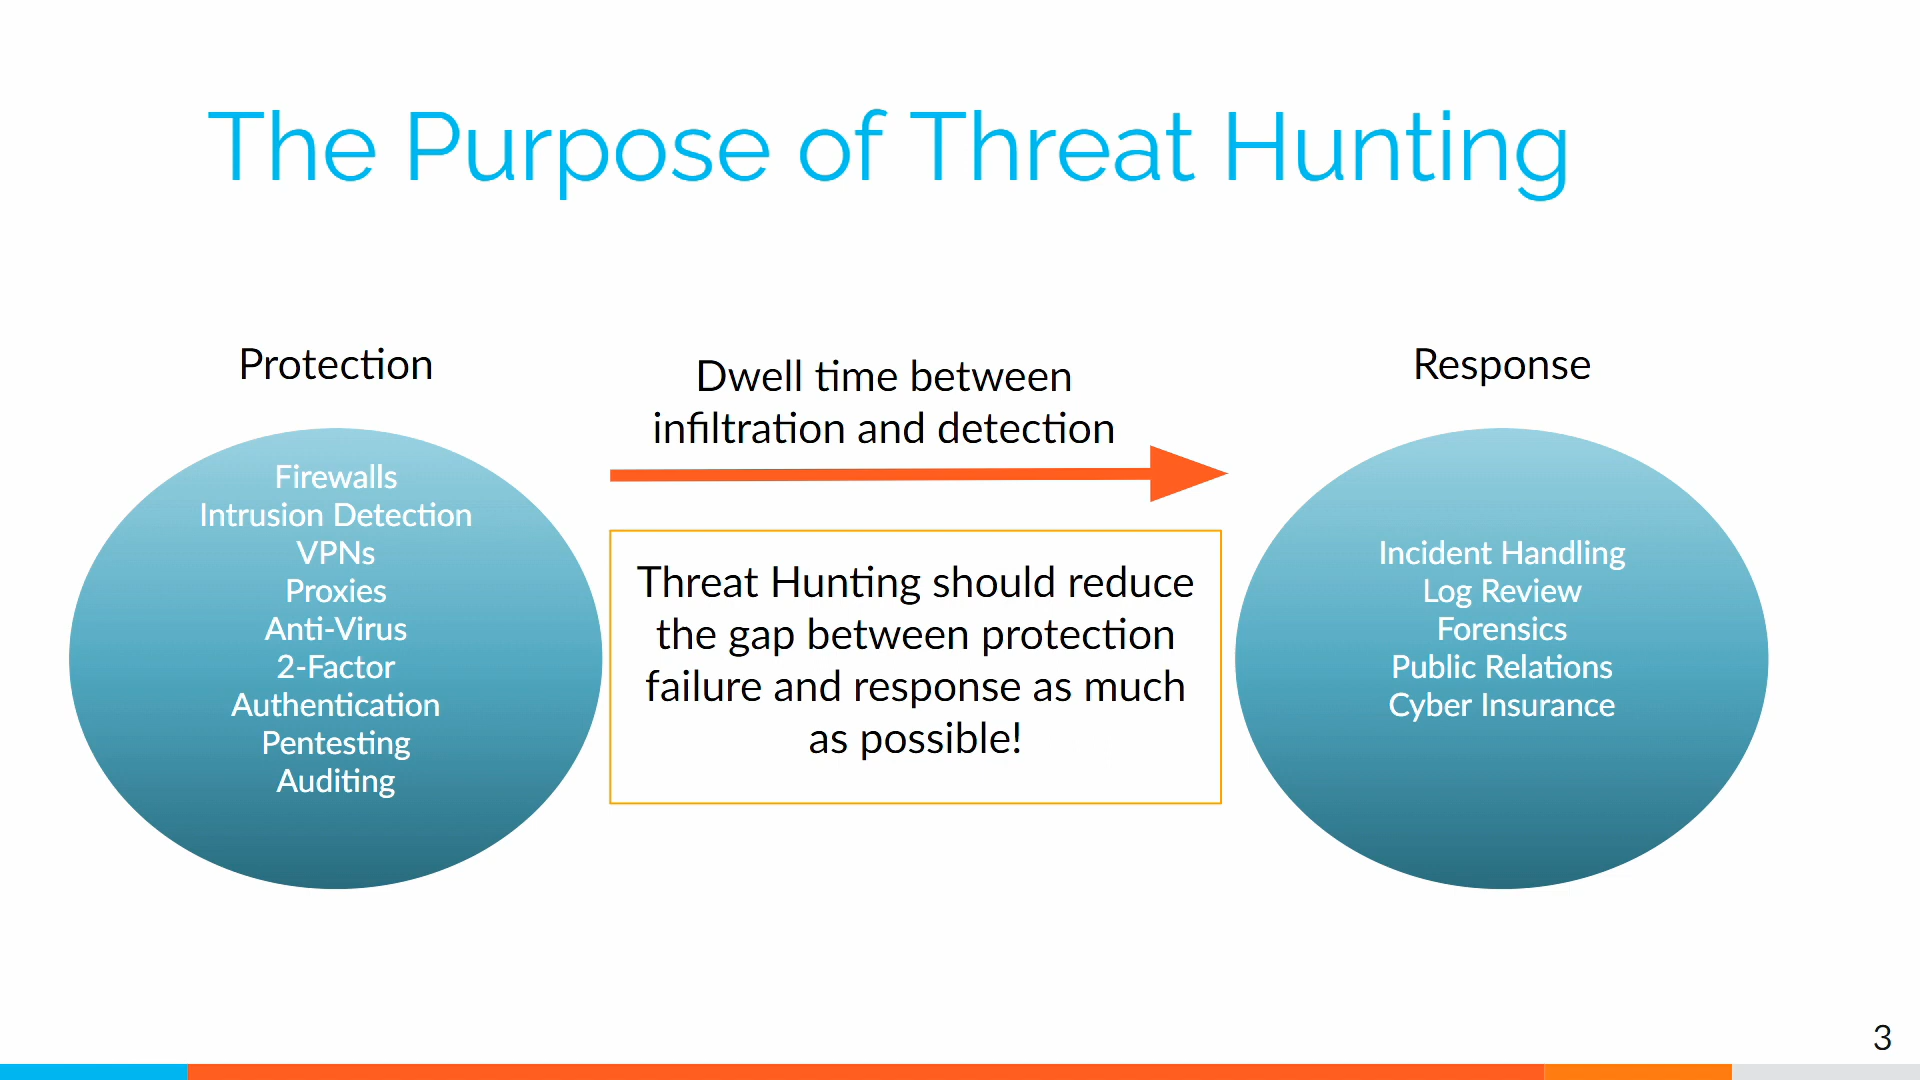 The Purpose of Threat Hunting
Protection
Firewalls
Intrusion Detection
VPNs
Proxies
Anti-Virus
2-Factor
Authentication
Pentesting
Auditing
Dwell time between
infiltration and detection
Threat Hunting should reduce
the gap between protection
failure and response as much
as possible!
Response
Incident Handling
Log Review
Forensics
Public Relations
Cyber Insurance
3